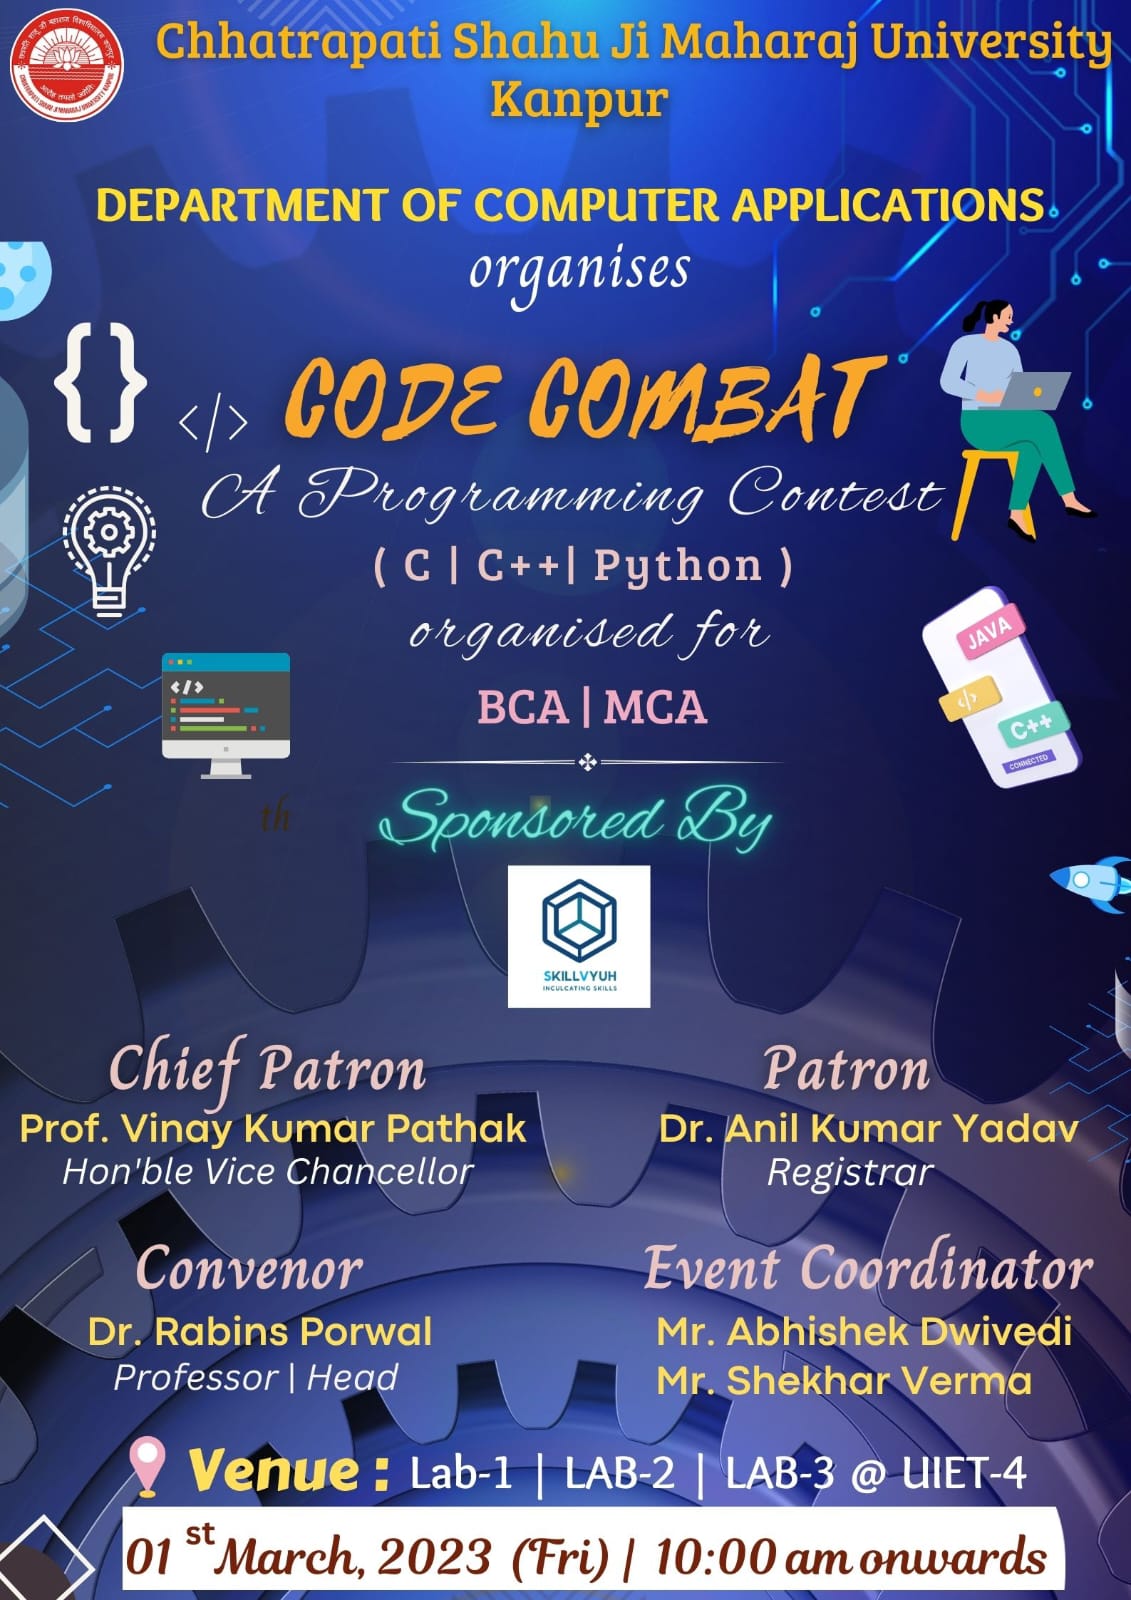 Chhatrapati Shahu Ji Maharaj University
Kanpur
DEPARTMENT OF COMPUTER APPLICATIONS
organises
</>
CODE COMBAT
A Programming Contest
( C | C++| Python )
organised for
BCA | MCA
JAVA
</>
C++
CONNECTED
</>
th
Sponsored By
SKILLVYUH
INCULCATING SKILLS
Chief Patron
Prof. Vinay Kumar Pathak
Hon'ble Vice Chancellor
Patron
Dr. Anil Kumar Yadav
Registrar
Convenor
Dr. Rabins Porwal
Professor | Head
Event Coordinator
Mr. Abhishek Dwivedi
Mr. Shekhar Verma
Venue : Lab-1 | LAB-2 | LAB-3 @ UIET-4
01 st March, 2023 (Fri) | 10:00 am onwards